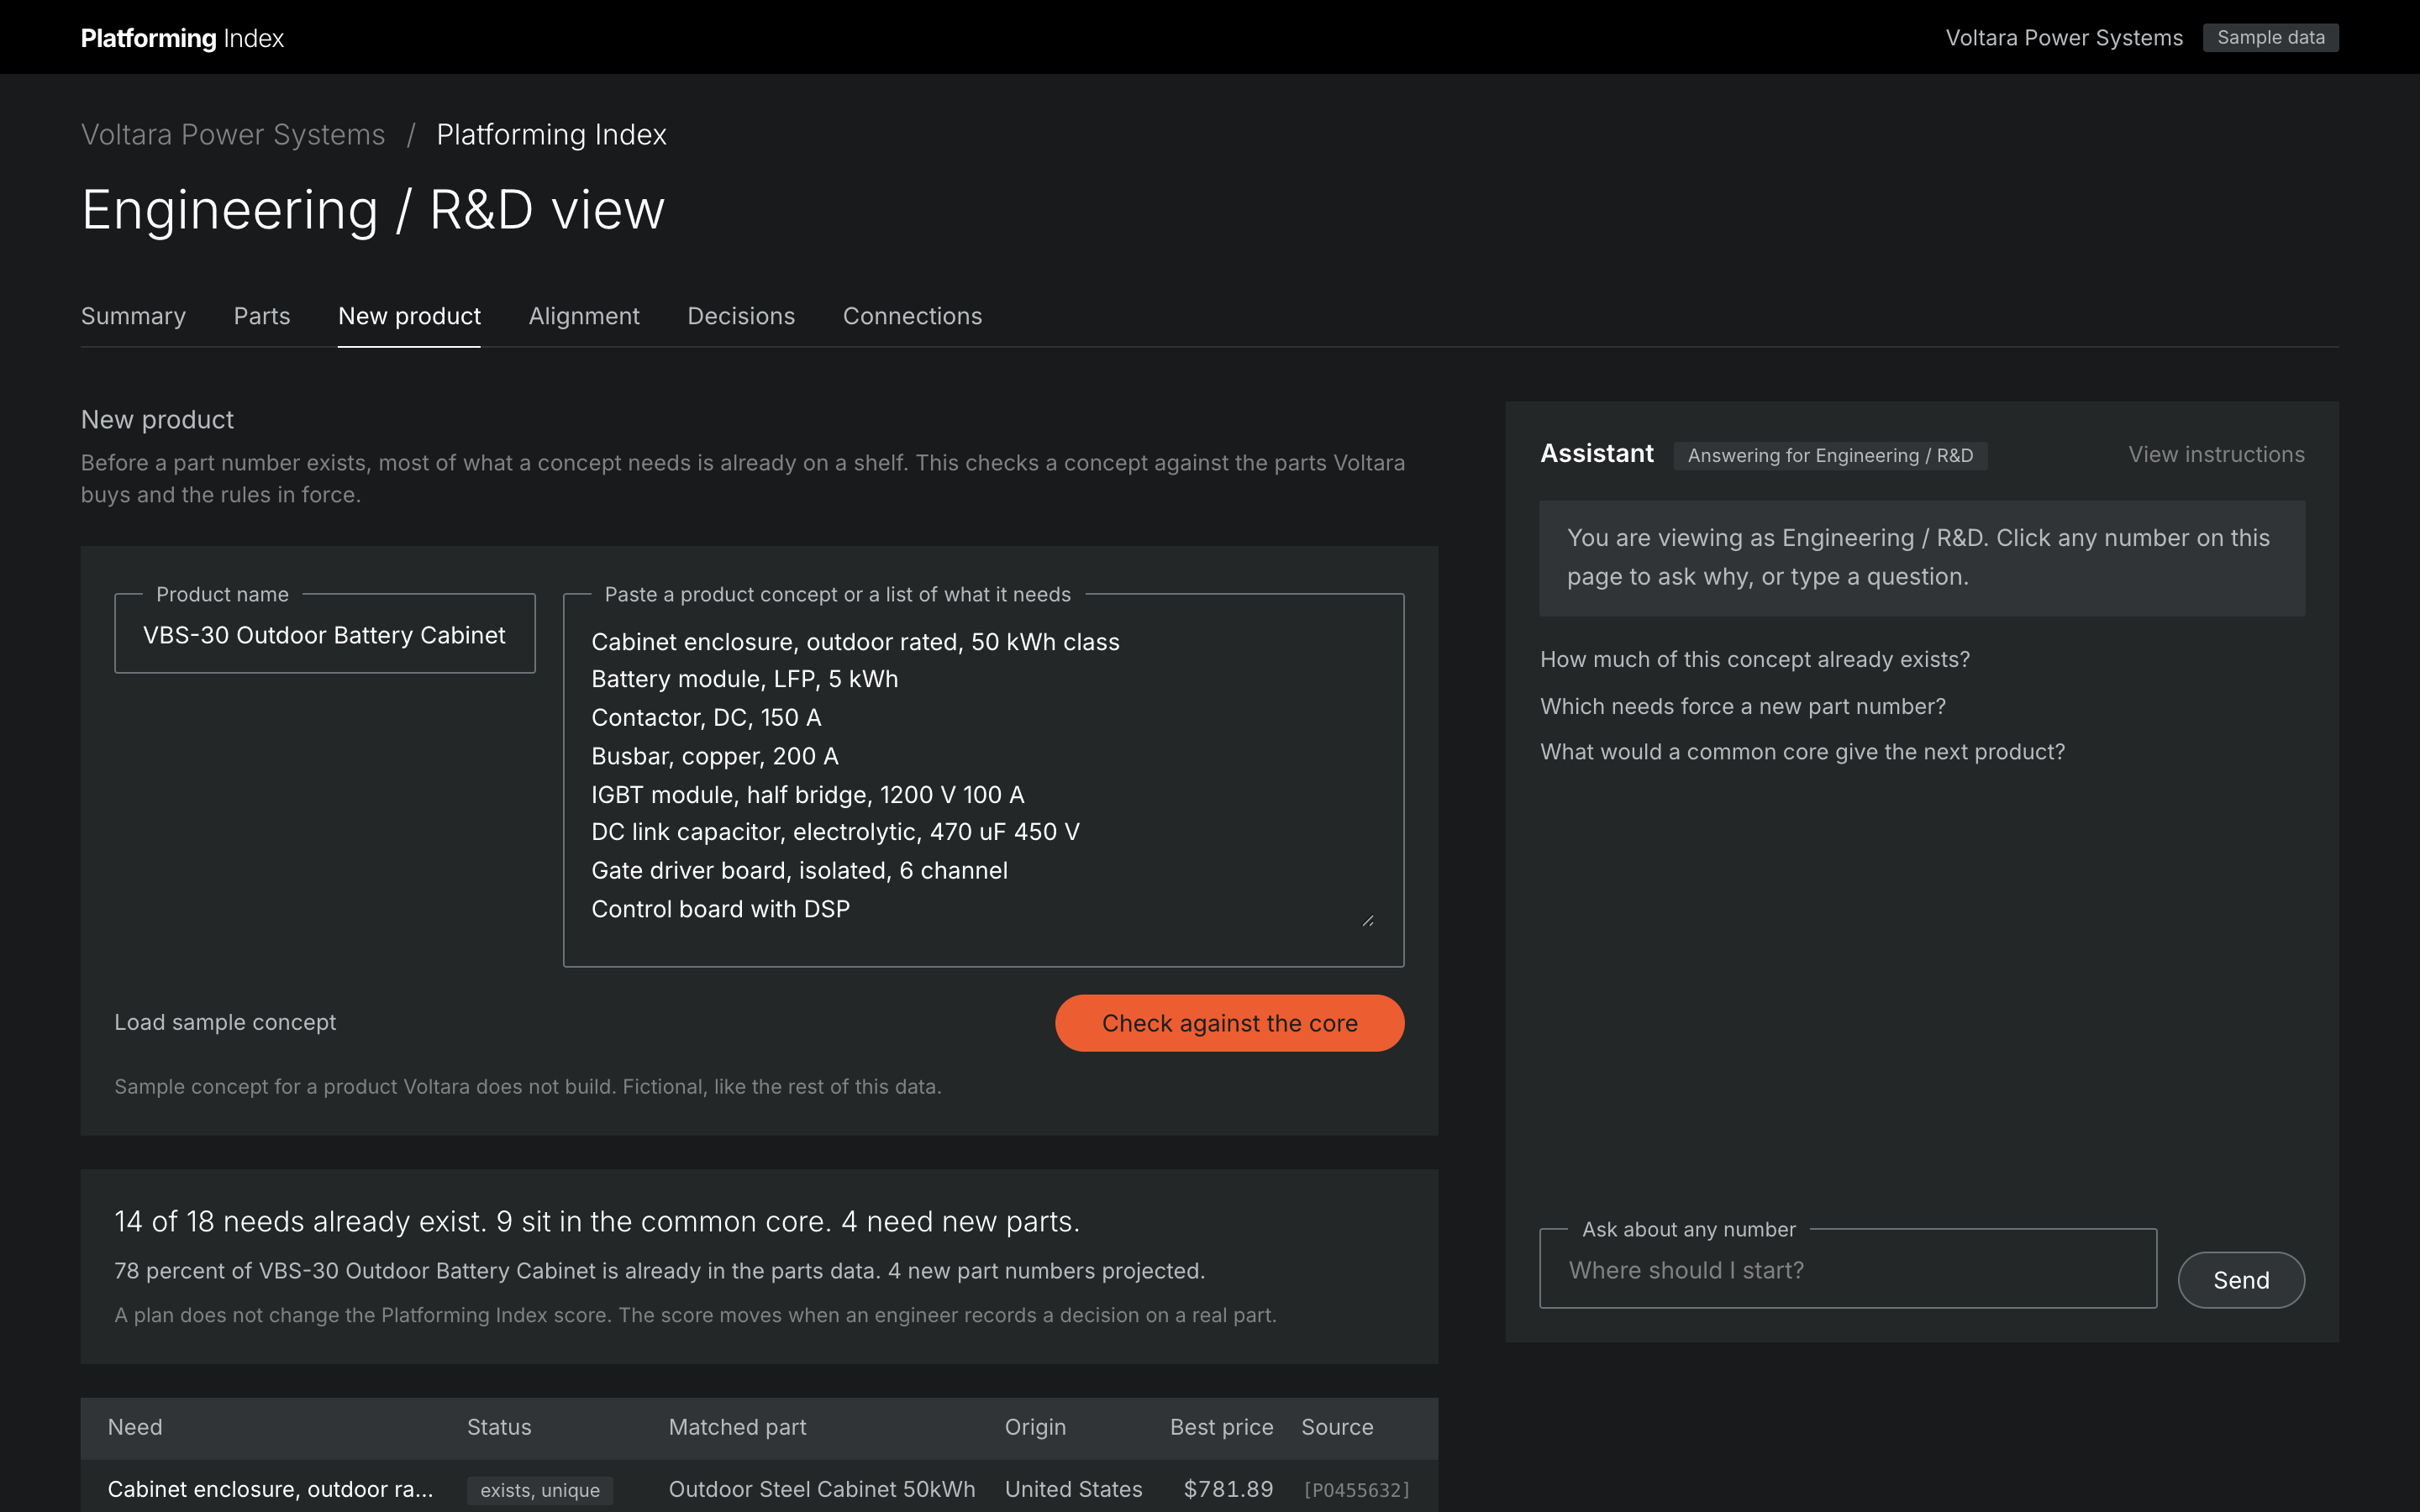 Platforming Index
Voltara Power Systems
Sample data
Voltara Power Systems / Platforming Index
Engineering / R&D view
Summary
Parts
New product
Alignment
Decisions
Connections
New product
Before a part number exists, most of what a concept needs is already on a shelf. This checks a concept against the parts Voltara
buys and the rules in force.
Product name
VBS-30 Outdoor Battery Cabinet
Paste a product concept or a list of what it needs
Cabinet enclosure, outdoor rated, 50 kWh class
Battery module, LFP, 5 kWh
Contactor, DC, 150 A
Busbar, copper, 200 A
IGBT module, half bridge, 1200 V 100 A
DC link capacitor, electrolytic, 470 uF 450 V
Gate driver board, isolated, 6 channel
Control board with DSP
Load sample concept
Check against the core
Sample concept for a product Voltara does not build. Fictional, like the rest of this data.
14 of 18 needs already exist. 9 sit in the common core. 4 need new parts.
78 percent of VBS-30 Outdoor Battery Cabinet is already in the parts data. 4 new part numbers projected.
A plan does not change the Platforming Index score. The score moves when an engineer records a decision on a real part.
Need Status Matched part Origin Best price Source
Cabinet enclosure, outdoor ra... exists, unique Outdoor Steel Cabinet 50kWh United States $781.89 [PO455632]
Assistant
Answering for Engineering / R&D
View instructions
You are viewing as Engineering / R&D. Click any number on this
page to ask why, or type a question.
How much of this concept already exists?
Which needs force a new part number?
What would a common core give the next product?
Ask about any number
Where should I start?
Send